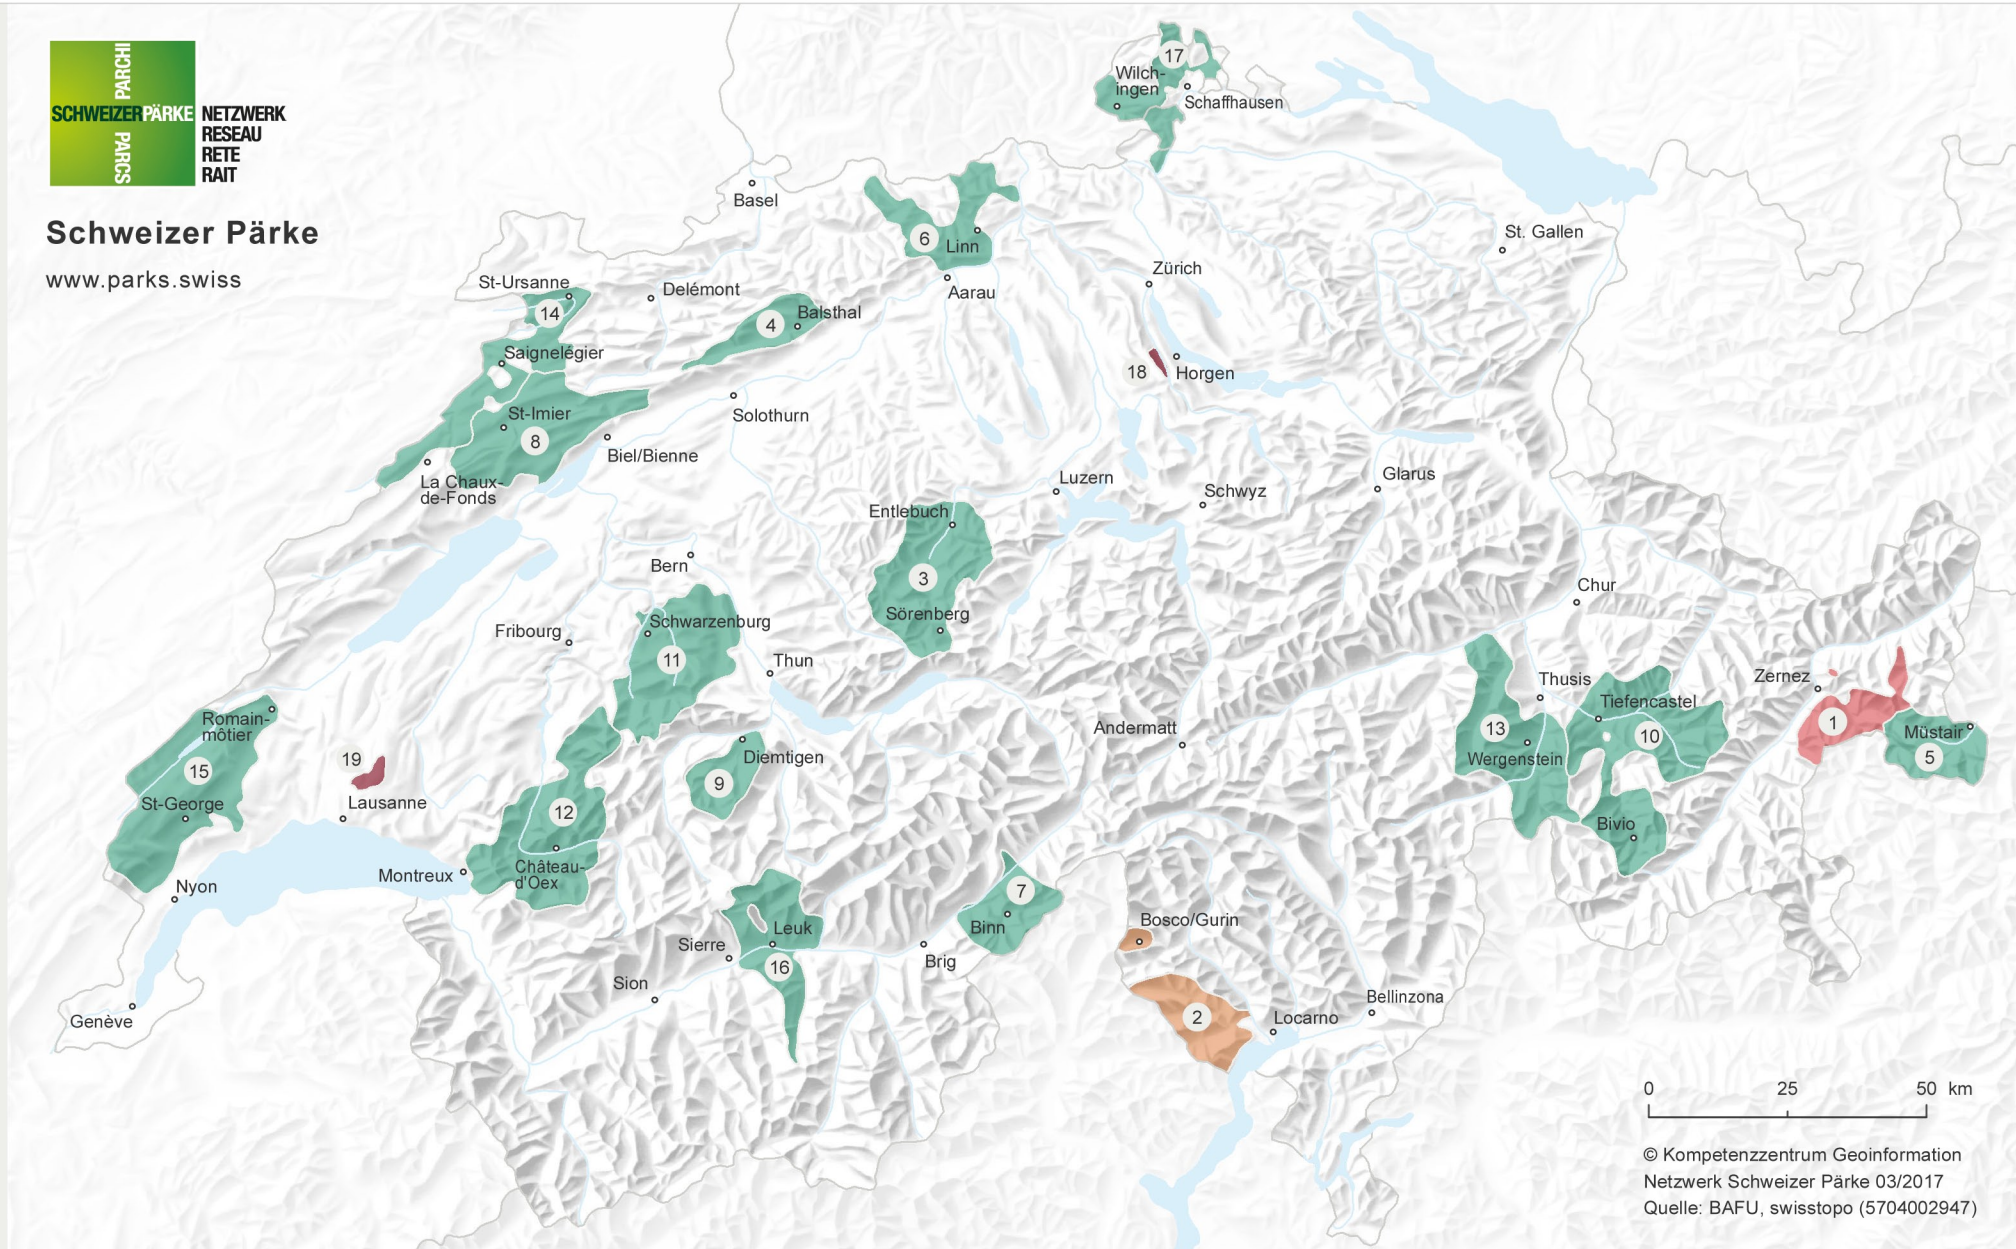 PARCHI
SCHWEIZERPÄRKE
PARCS
NETZWERK
RESEAU
RETE
RAIT
Schweizer Pärke
www.parks.swiss
17
Wilch-
ingen
Schaffhausen
Basel
6
Linn
Aarau
St. Gallen
Zürich
St-Ursanne
14
Delémont
4
Balsthal
Saignelégier
18
Horgen
St-Imier
8
Solothurn
Biel/Bienne
La Chaux-
de-Fonds
Luzern
Schwyz
Glarus
Entlebuch
3
Sörenberg
Bern
Chur
Fribourg
Schwarzenburg
11
Thun
Romain-
môtier
15
St-George
19
Lausanne
Diemtigen
9
12
Château-
d'Oex
Montreux
Nyon
Genève
Andermatt
Thusis
Tiefencastel
13
Wergenstein
10
Bivio
Zernez
1
Müstair
5
7
Binn
Leuk
16
Sierre
Sion
Brig
Bosco/Gurin
2
Locarno
Bellinzona
0 25 50 km
© Kompetenzzentrum Geoinformation
Netzwerk Schweizer Pärke 03/2017
Quelle: BAFU, swisstopo (5704002947)